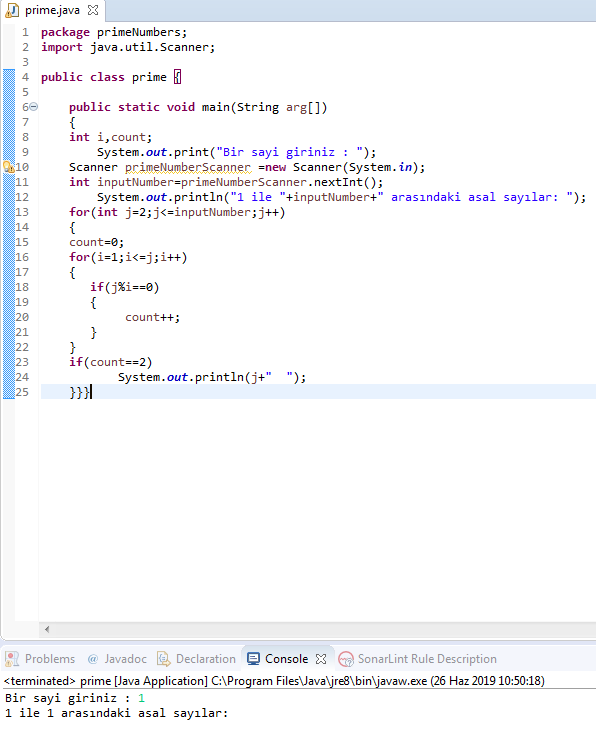 prime.java
1 package primeNumbers;
2 import java.util.Scanner;
3
4 public class prime {
5
6 public static void main(String arg[])
7 {
8 int i,count;
9 System.out.print("Bir sayi giriniz : ");
10 Scanner primeNumberScanner =new Scanner(System.in);
11 int inputNumber=primeNumberScanner.nextInt();
12 System.out.println("1 ile "+inputNumber+" arasındaki asal sayılar: ");
13 for(int j=2;j<=inputNumber;j++)
14 {
15 count=0;
16 for(i=1;i<=j;i++)
17 {
18 if(j%i==0)
19 {
20 count++;
21 }
22 }
23 if(count==2)
24 System.out.println(j+"  ");
25 }}}
Problems @ Javadoc Declaration Console SonarLint Rule Description
<terminated> prime [Java Application] C:\Program Files\Java\jre8\bin\javaw.exe (26 Haz 2019 10:50:18)
Bir sayi giriniz : 1
1 ile 1 arasındaki asal sayılar: